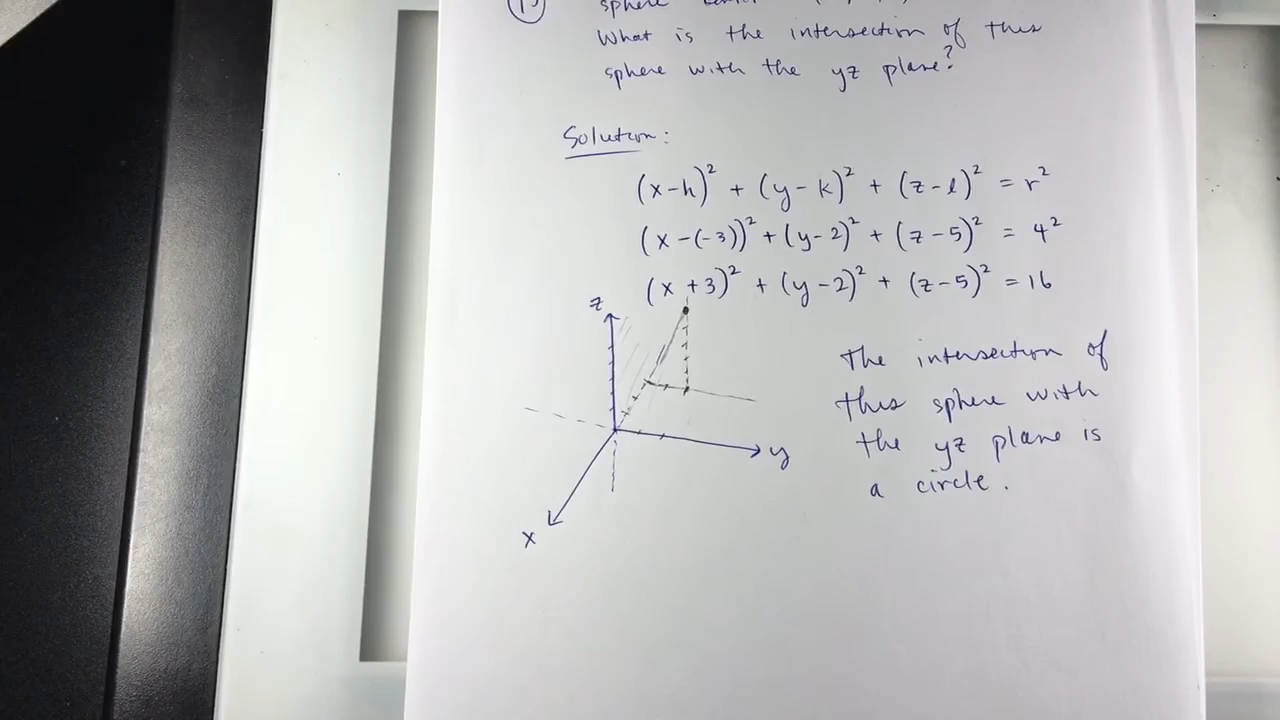 sphere
What is the intersection of this
sphere with the yz plane?
Solution:
(x-h)² + (y-k)² + (z-l)² = r²
(x-(-3))² + (y-2)² + (z-5)² = 4²
(x+3)² + (y-2)² + (z-5)² = 16
z
y
x
The intersection of
this sphere with
the yz plane is
a circle.